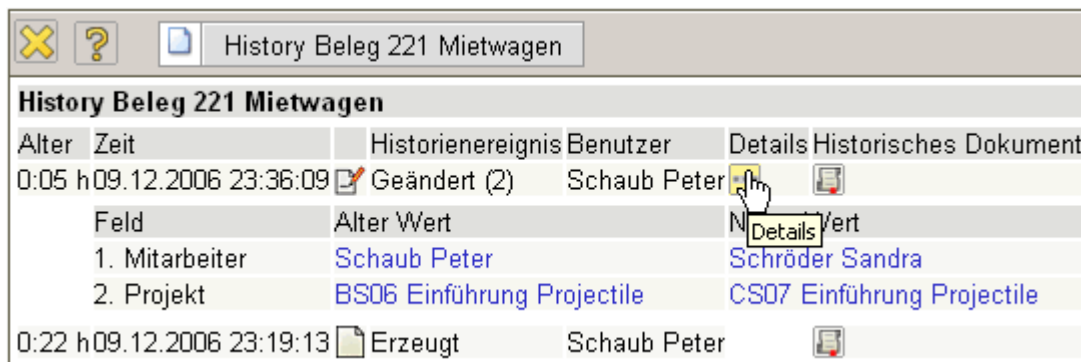 History Beleg 221 Mietwagen
History Beleg 221 Mietwagen
Alter Zeit Historienereignis Benutzer Details Historisches Dokument
0:05 h 09.12.2006 23:36:09 Geändert (2) Schaub Peter
Feld Alter Wert Wert
Details
1. Mitarbeiter Schaub Peter Schröder Sandra
2. Projekt BS06 Einführung Projectile CS07 Einführung Projectile
0:22 h 09.12.2006 23:19:13 Erzeugt Schaub Peter